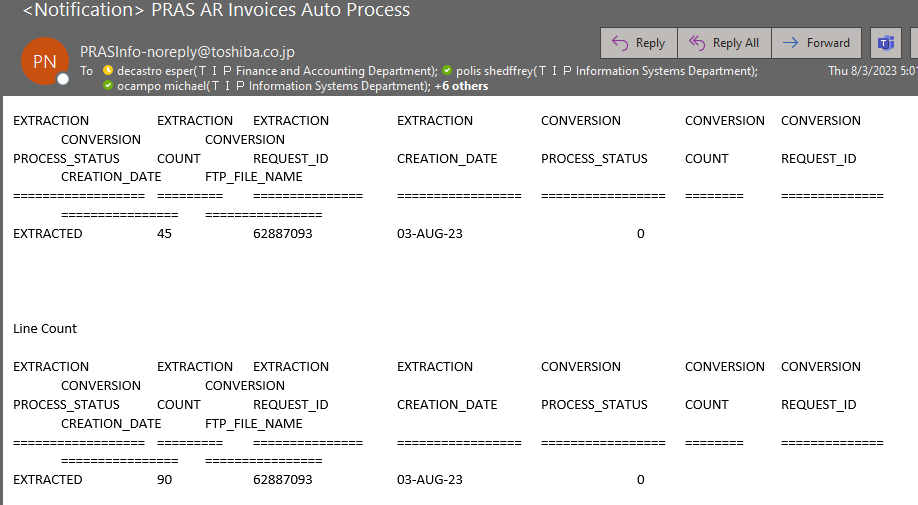 <Notification> PRAS AR Invoices Auto Process
PN
PRASInfo-noreply@toshiba.co.jp
Reply Reply All Forward
To decastro esper(ＴＩＰ Finance and Accounting Department); polis shedffrey(ＴＩＰ Information Systems Department);
Thu 8/3/2023 5:01
ocampo michael(ＴＩＰ Information Systems Department); +6 others
EXTRACTION EXTRACTION EXTRACTION EXTRACTION CONVERSION CONVERSION CONVERSION
CONVERSION CONVERSION
PROCESS_STATUS COUNT REQUEST_ID CREATION_DATE PROCESS_STATUS COUNT REQUEST_ID
CREATION_DATE FTP_FILE_NAME
================== ========= =============== ================= ================= ======== ==============
================ ================
EXTRACTED 45 62887093 03-AUG-23 0
Line Count
EXTRACTION EXTRACTION EXTRACTION EXTRACTION CONVERSION CONVERSION CONVERSION
CONVERSION CONVERSION
PROCESS_STATUS COUNT REQUEST_ID CREATION_DATE PROCESS_STATUS COUNT REQUEST_ID
CREATION_DATE FTP_FILE_NAME
================== ========= =============== ================= ================= ======== ==============
================ ================
EXTRACTED 90 62887093 03-AUG-23 0